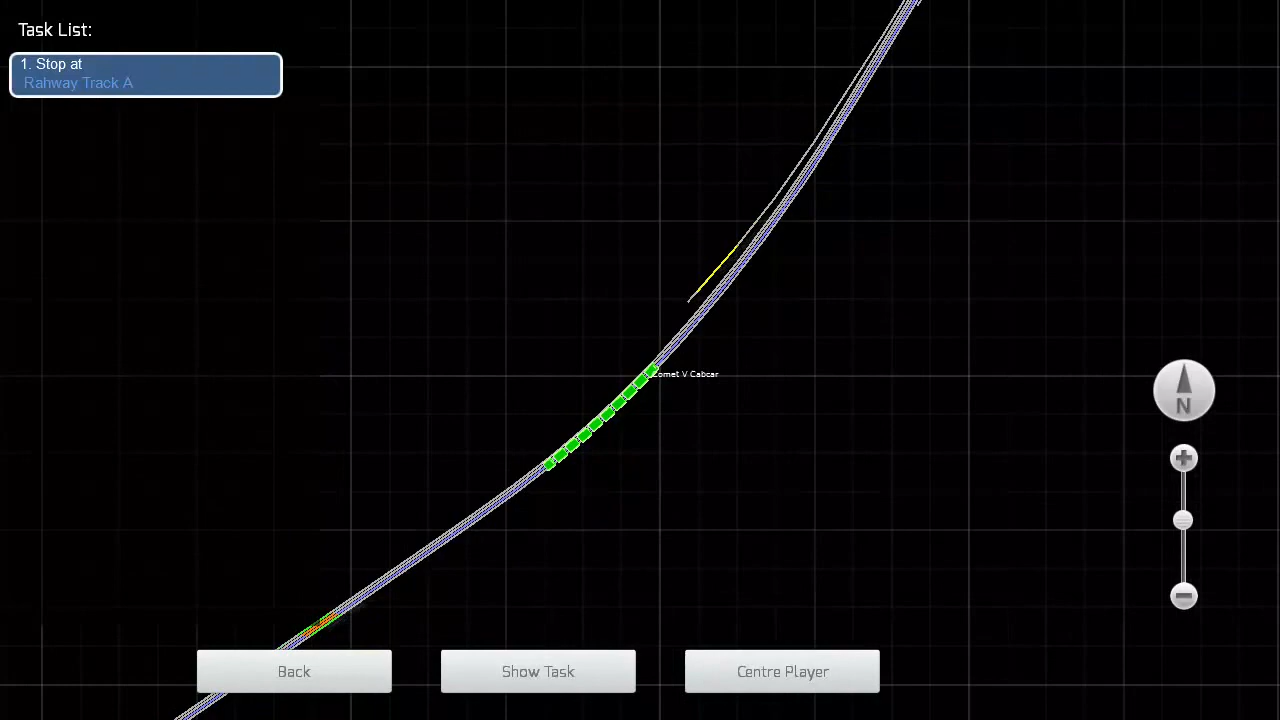 Task List:
1. Stop at
Rahway Track A
Comet V Cabcar
N
Back
Show Task
Centre Player